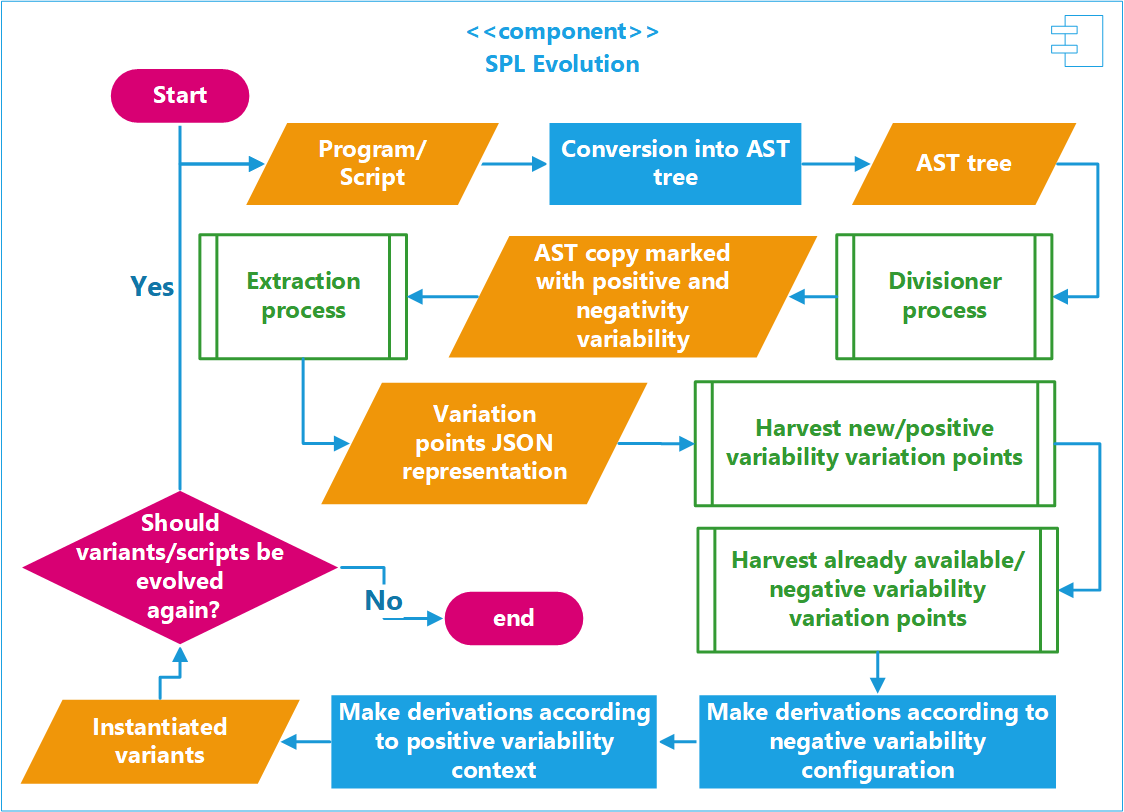 <<component>>
SPL Evolution
Start
Program/
Script
Conversion into AST
tree
AST tree
Yes
Extraction
process
AST copy marked
with positive and
negativity
variability
Divisioner
process
Variation
points JSON
representation
Harvest new/positive
variability variation points
Should
variants/scripts be
evolved
again?
No
end
Harvest already available/
negative variability
variation points
Instantiated
variants
Make derivations according
to positive variability
context
Make derivations according to
negative variability
configuration